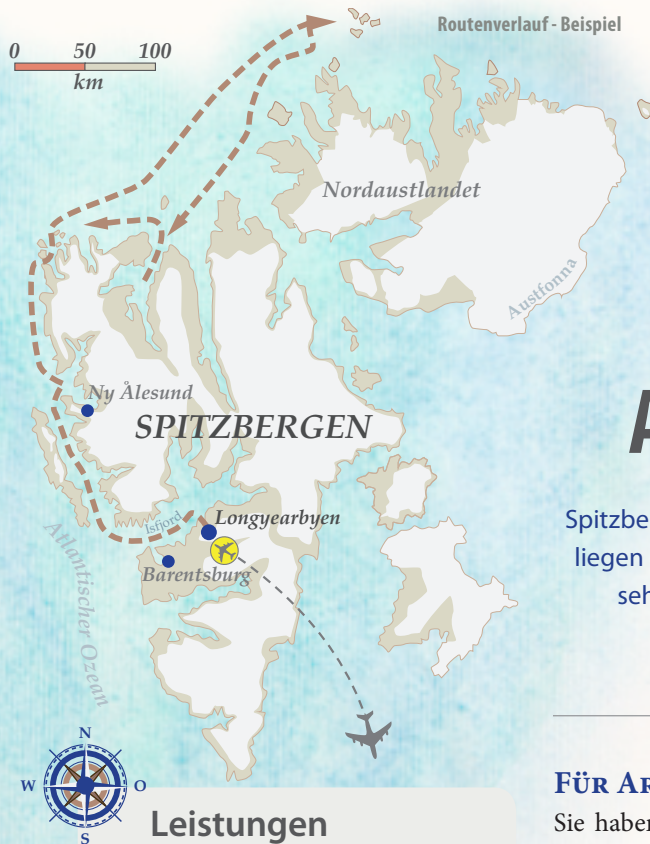 Routenverlauf - Beispiel
0 50 100
km
Nordaustlandet
Austfonna
Ny Ålesund
SPITZBERGEN
Isfjord
Longyearbyen
Barentsburg
Atlantischer Ozean
N
W O
S
A
Spitzbe
liegen
seh
Leistungen
FÜR AR
Sie haben